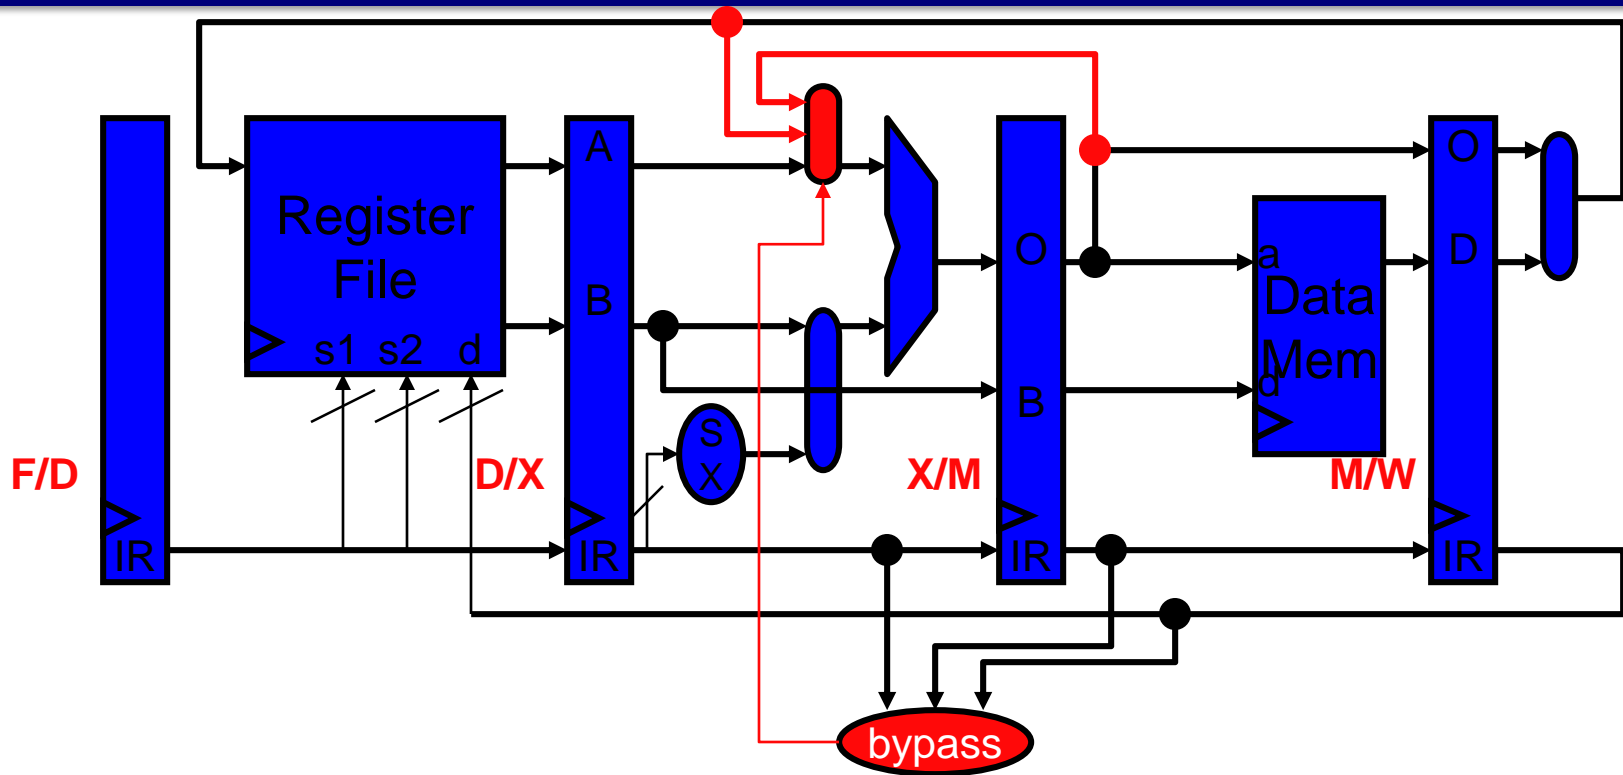 A
O
Register
File
O
D
B
a
Data
Mem
s1 s2 d
d
B
S
X
F/D
D/X
X/M
M/W
IR
IR
IR
IR
bypass